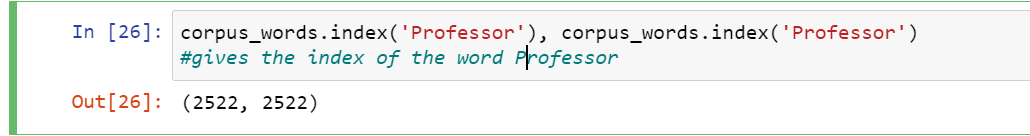 In [26]: corpus_words.index('Professor'), corpus_words.index('Professor')
#gives the index of the word Professor
Out[26]: (2522, 2522)